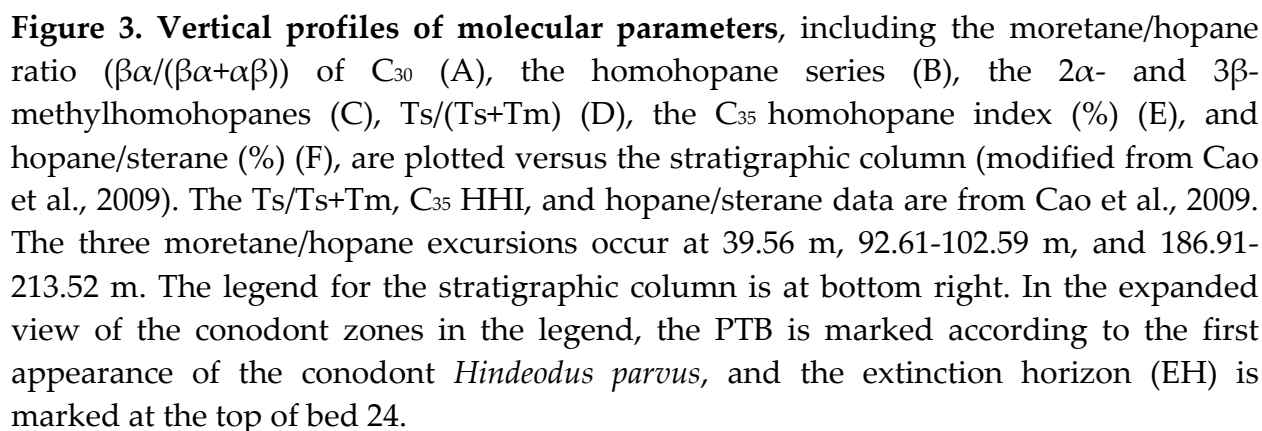 Figure 3. Vertical profiles of molecular parameters, including the moretane/hopane
ratio (βα/(βα+αβ)) of C₃₀ (A), the homohopane series (B), the 2α- and 3β-
methylhomohopanes (C), Ts/(Ts+Tm) (D), the C₃₅ homohopane index (%) (E), and
hopane/sterane (%) (F), are plotted versus the stratigraphic column (modified from Cao
et al., 2009). The Ts/Ts+Tm, C₃₅ HHI, and hopane/sterane data are from Cao et al., 2009.
The three moretane/hopane excursions occur at 39.56 m, 92.61-102.59 m, and 186.91-
213.52 m. The legend for the stratigraphic column is at bottom right. In the expanded
view of the conodont zones in the legend, the PTB is marked according to the first
appearance of the conodont Hindeodus parvus, and the extinction horizon (EH) is
marked at the top of bed 24.